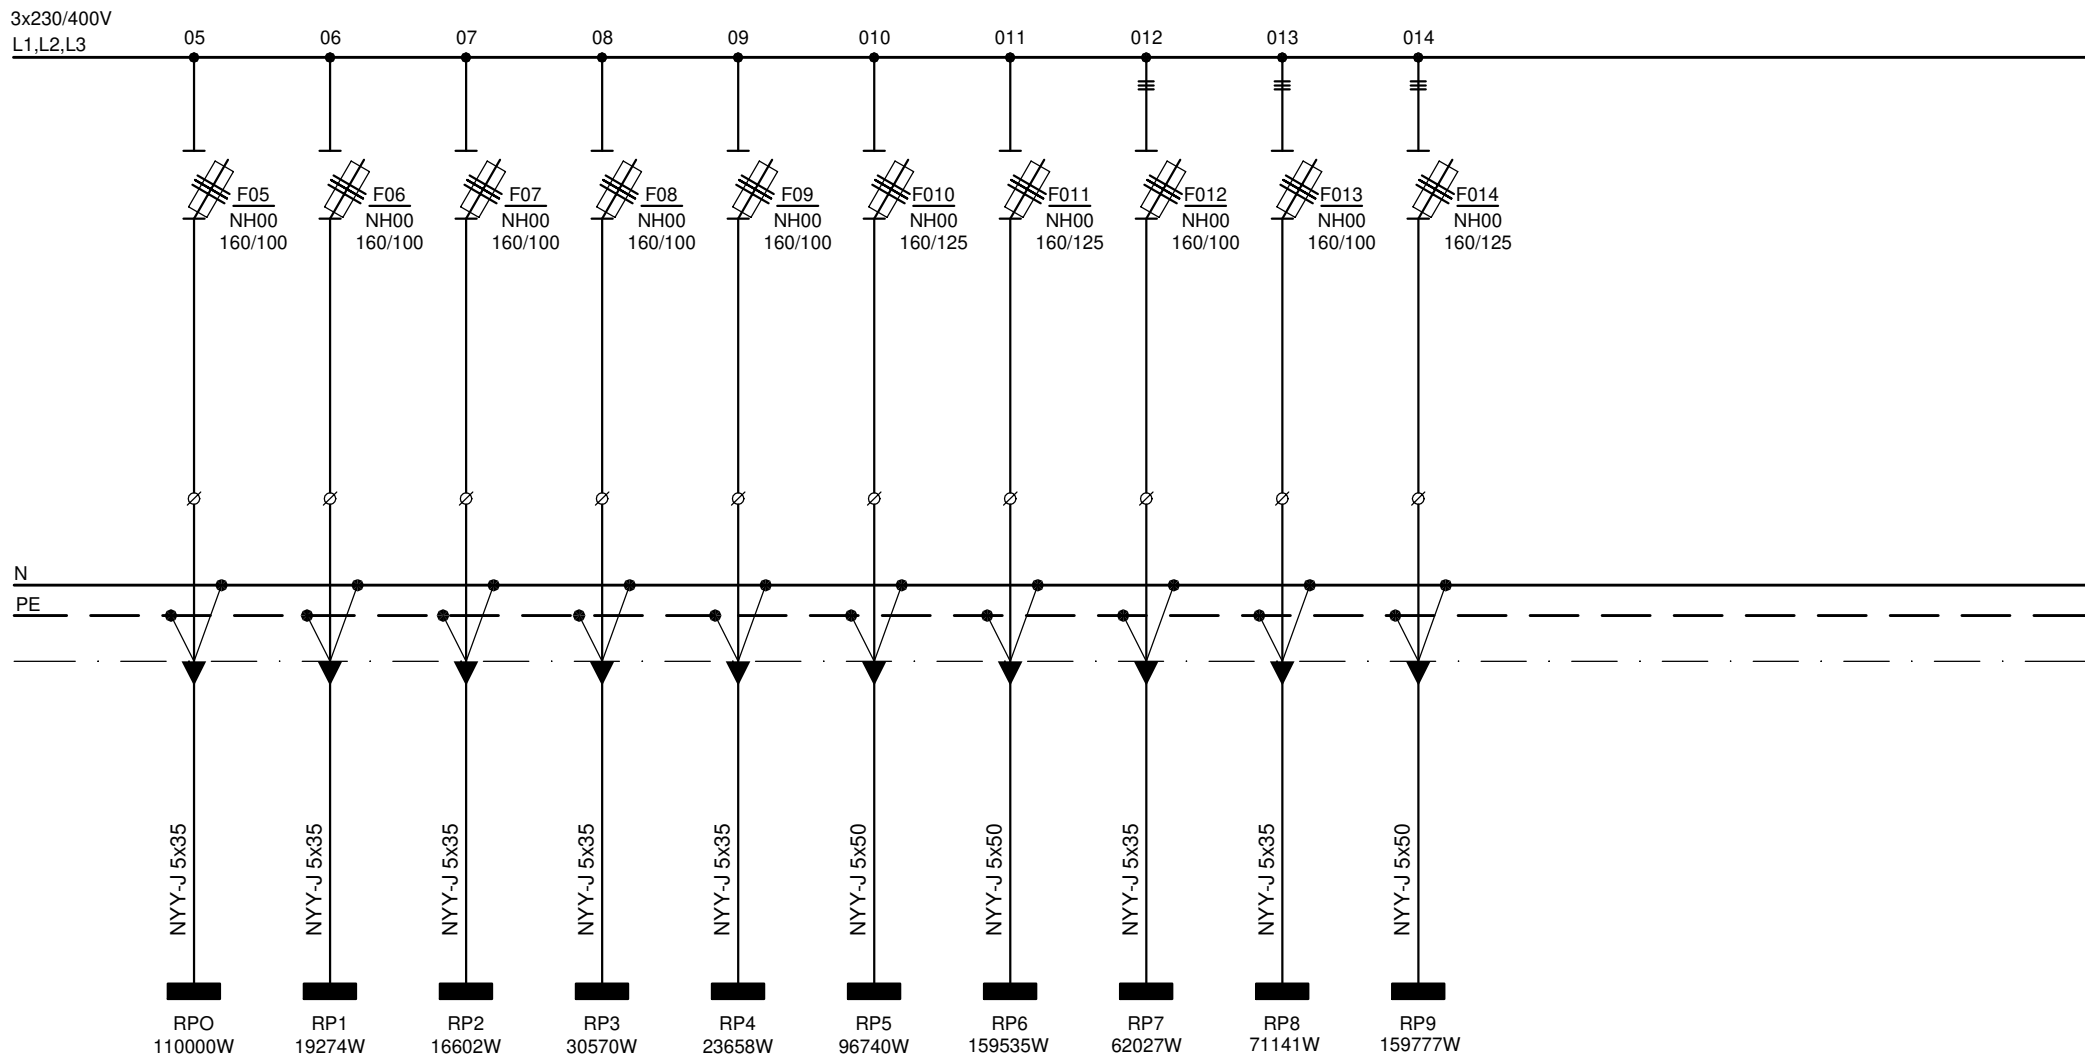 3x230/400V
L1,L2,L3
05 06 07 08 09 010 011 012 013 014
F05 F06 F07 F08 F09 F010 F011 F012 F013 F014
NH00 NH00 NH00 NH00 NH00 NH00 NH00 NH00 NH00 NH00
160/100 160/100 160/100 160/100 160/100 160/125 160/125 160/100 160/100 160/125
N
PE
NYY-J 5x35 NYY-J 5x35 NYY-J 5x35 NYY-J 5x35 NYY-J 5x35 NYY-J 5x50 NYY-J 5x50 NYY-J 5x35 NYY-J 5x35 NYY-J 5x50
RPO RP1 RP2 RP3 RP4 RP5 RP6 RP7 RP8 RP9
110000W 19274W 16602W 30570W 23658W 96740W 159535W 62027W 71141W 159777W